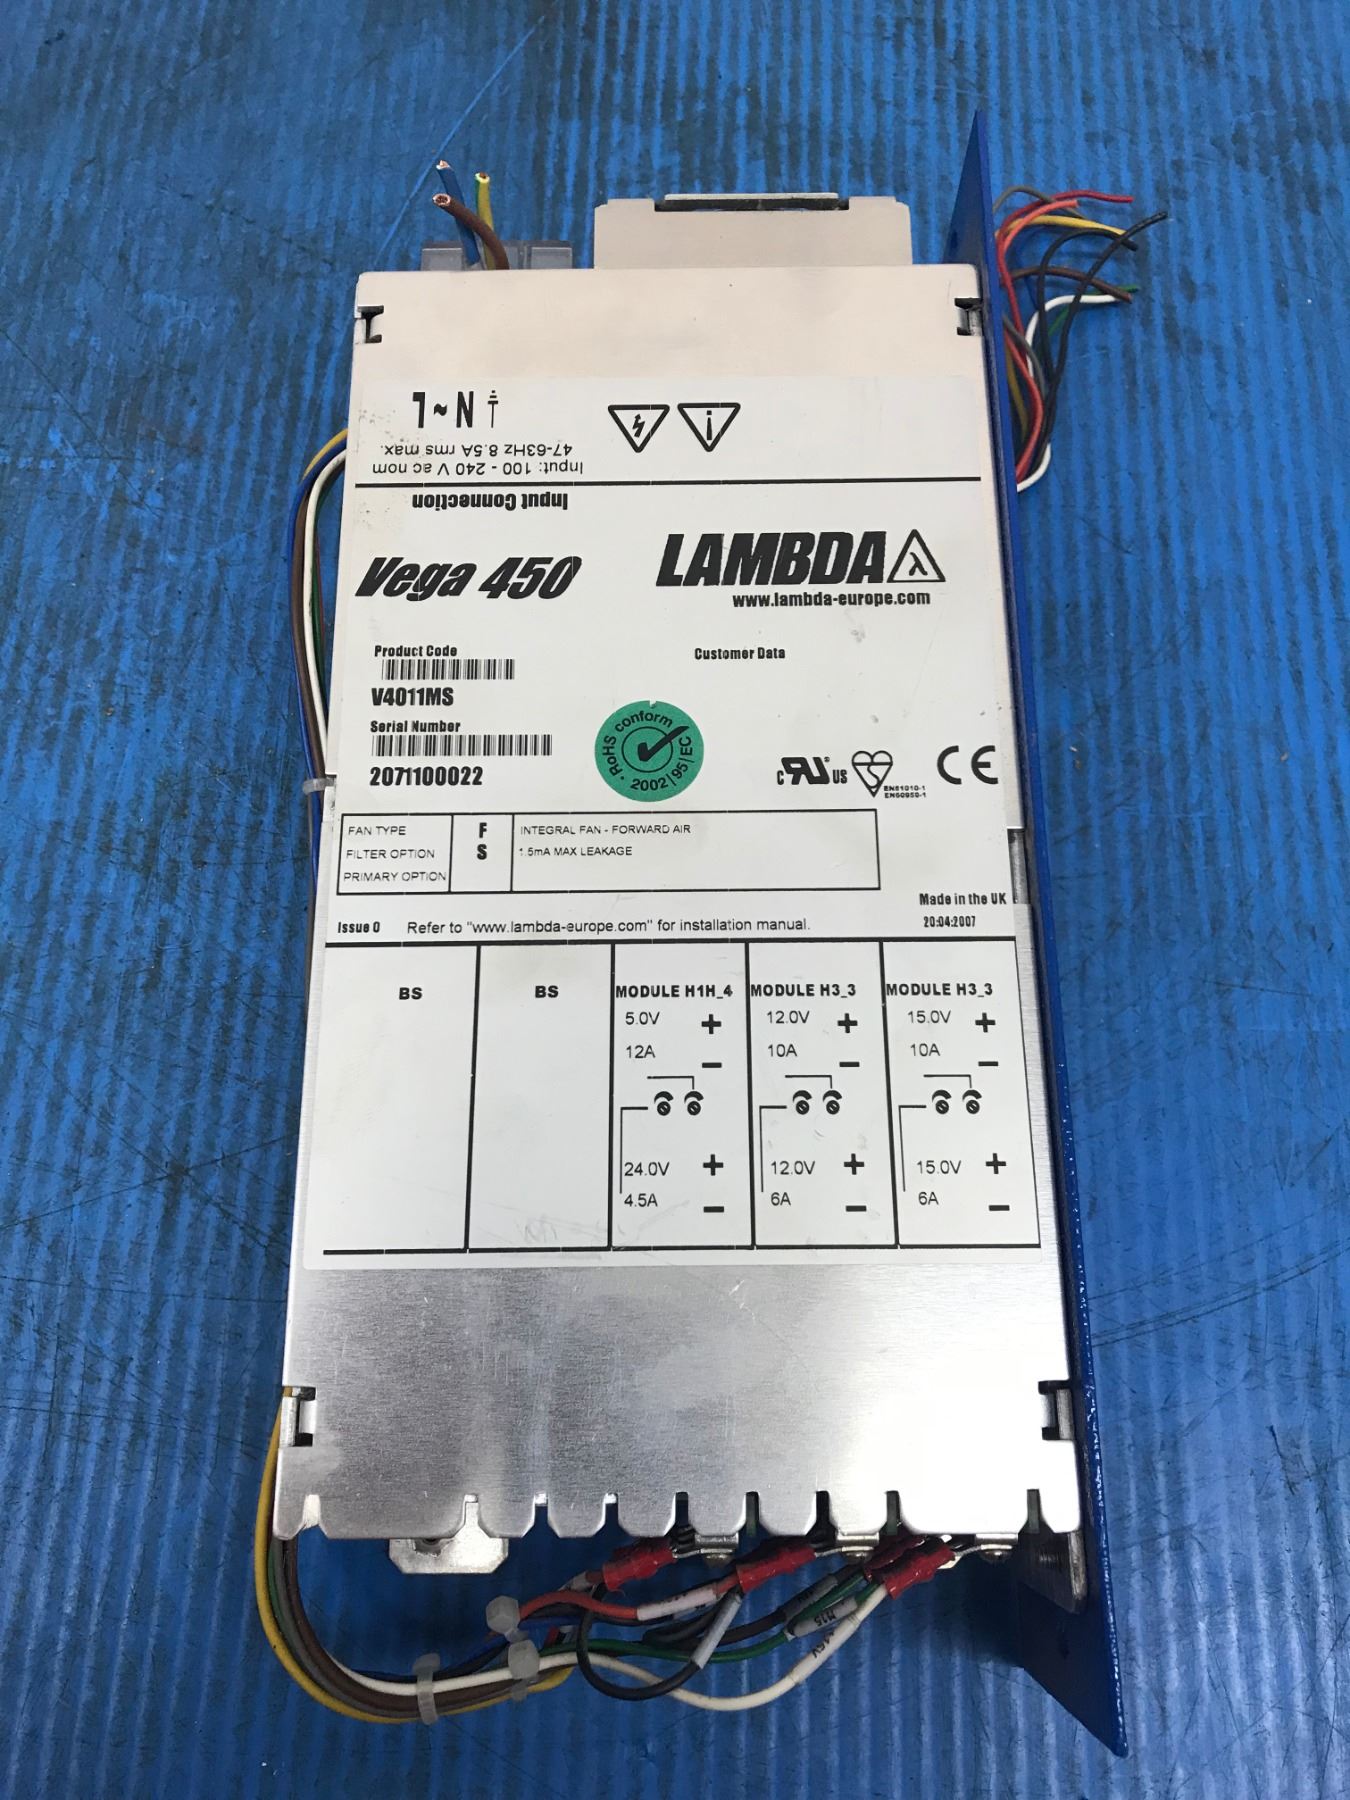 L ~ N
47-63Hz 8.5A rms max.
Input: 100 - 240 V ac nom
Input Connection
Vega 450
LAMBDA
λ
www.lambda-europe.com
Product Code
Customer Data
V4011MS
Serial Number
2071100022
RoHS conform
2002/95/EC
c RU US
EN61010-1
EN60950-1
CE
FAN TYPE F INTEGRAL FAN - FORWARD AIR
FILTER OPTION S 1.5mA MAX LEAKAGE
PRIMARY OPTION
Made in the UK
20:04:2007
Issue 0 Refer to "www.lambda-europe.com" for installation manual.
BS
BS
MODULE H1H_4
5.0V +
12A −
24.0V +
4.5A −
MODULE H3_3
12.0V +
10A −
12.0V +
6A −
MODULE H3_3
15.0V +
10A −
15.0V +
6A −